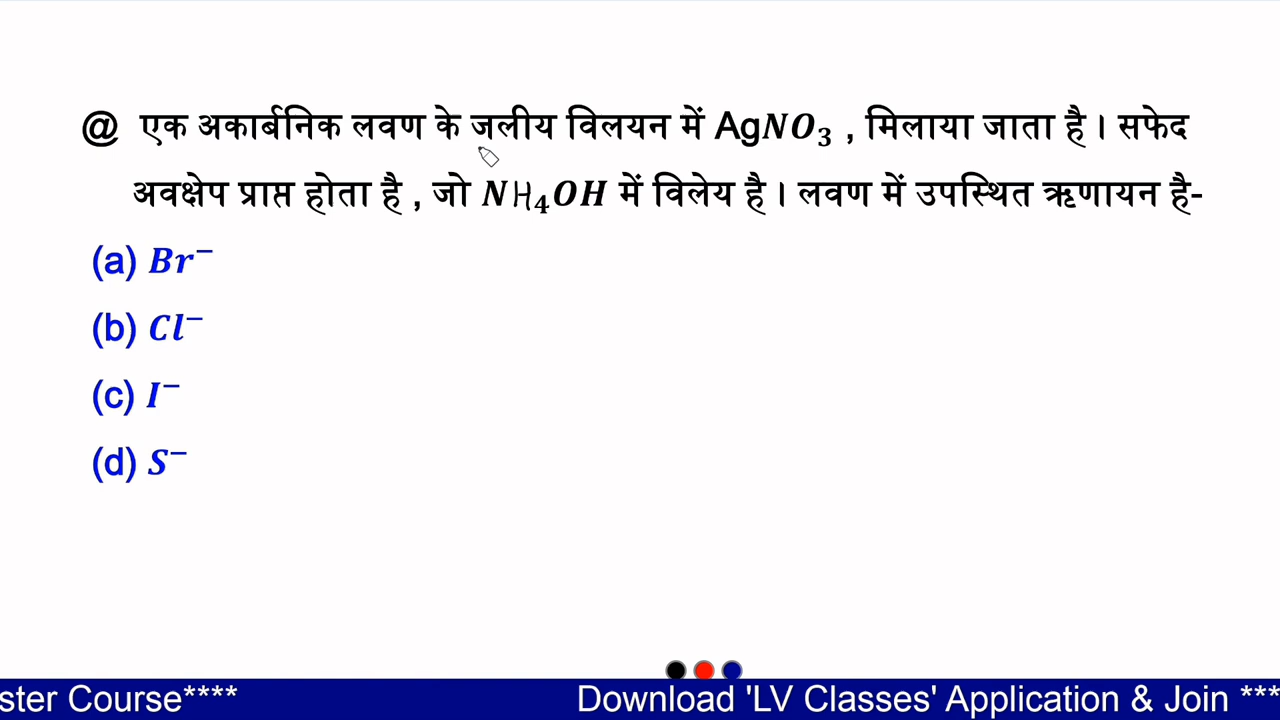 @ एक अकार्बनिक लवण के जलीय विलयन में AgNO₃ , मिलाया जाता है । सफेद
अवक्षेप प्राप्त होता है , जो NH₄OH में विलेय है । लवण में उपस्थित ऋणायन है-
(a) Br⁻
(b) Cl⁻
(c) I⁻
(d) S⁻
ster Course**** Download 'LV Classes' Application & Join ***